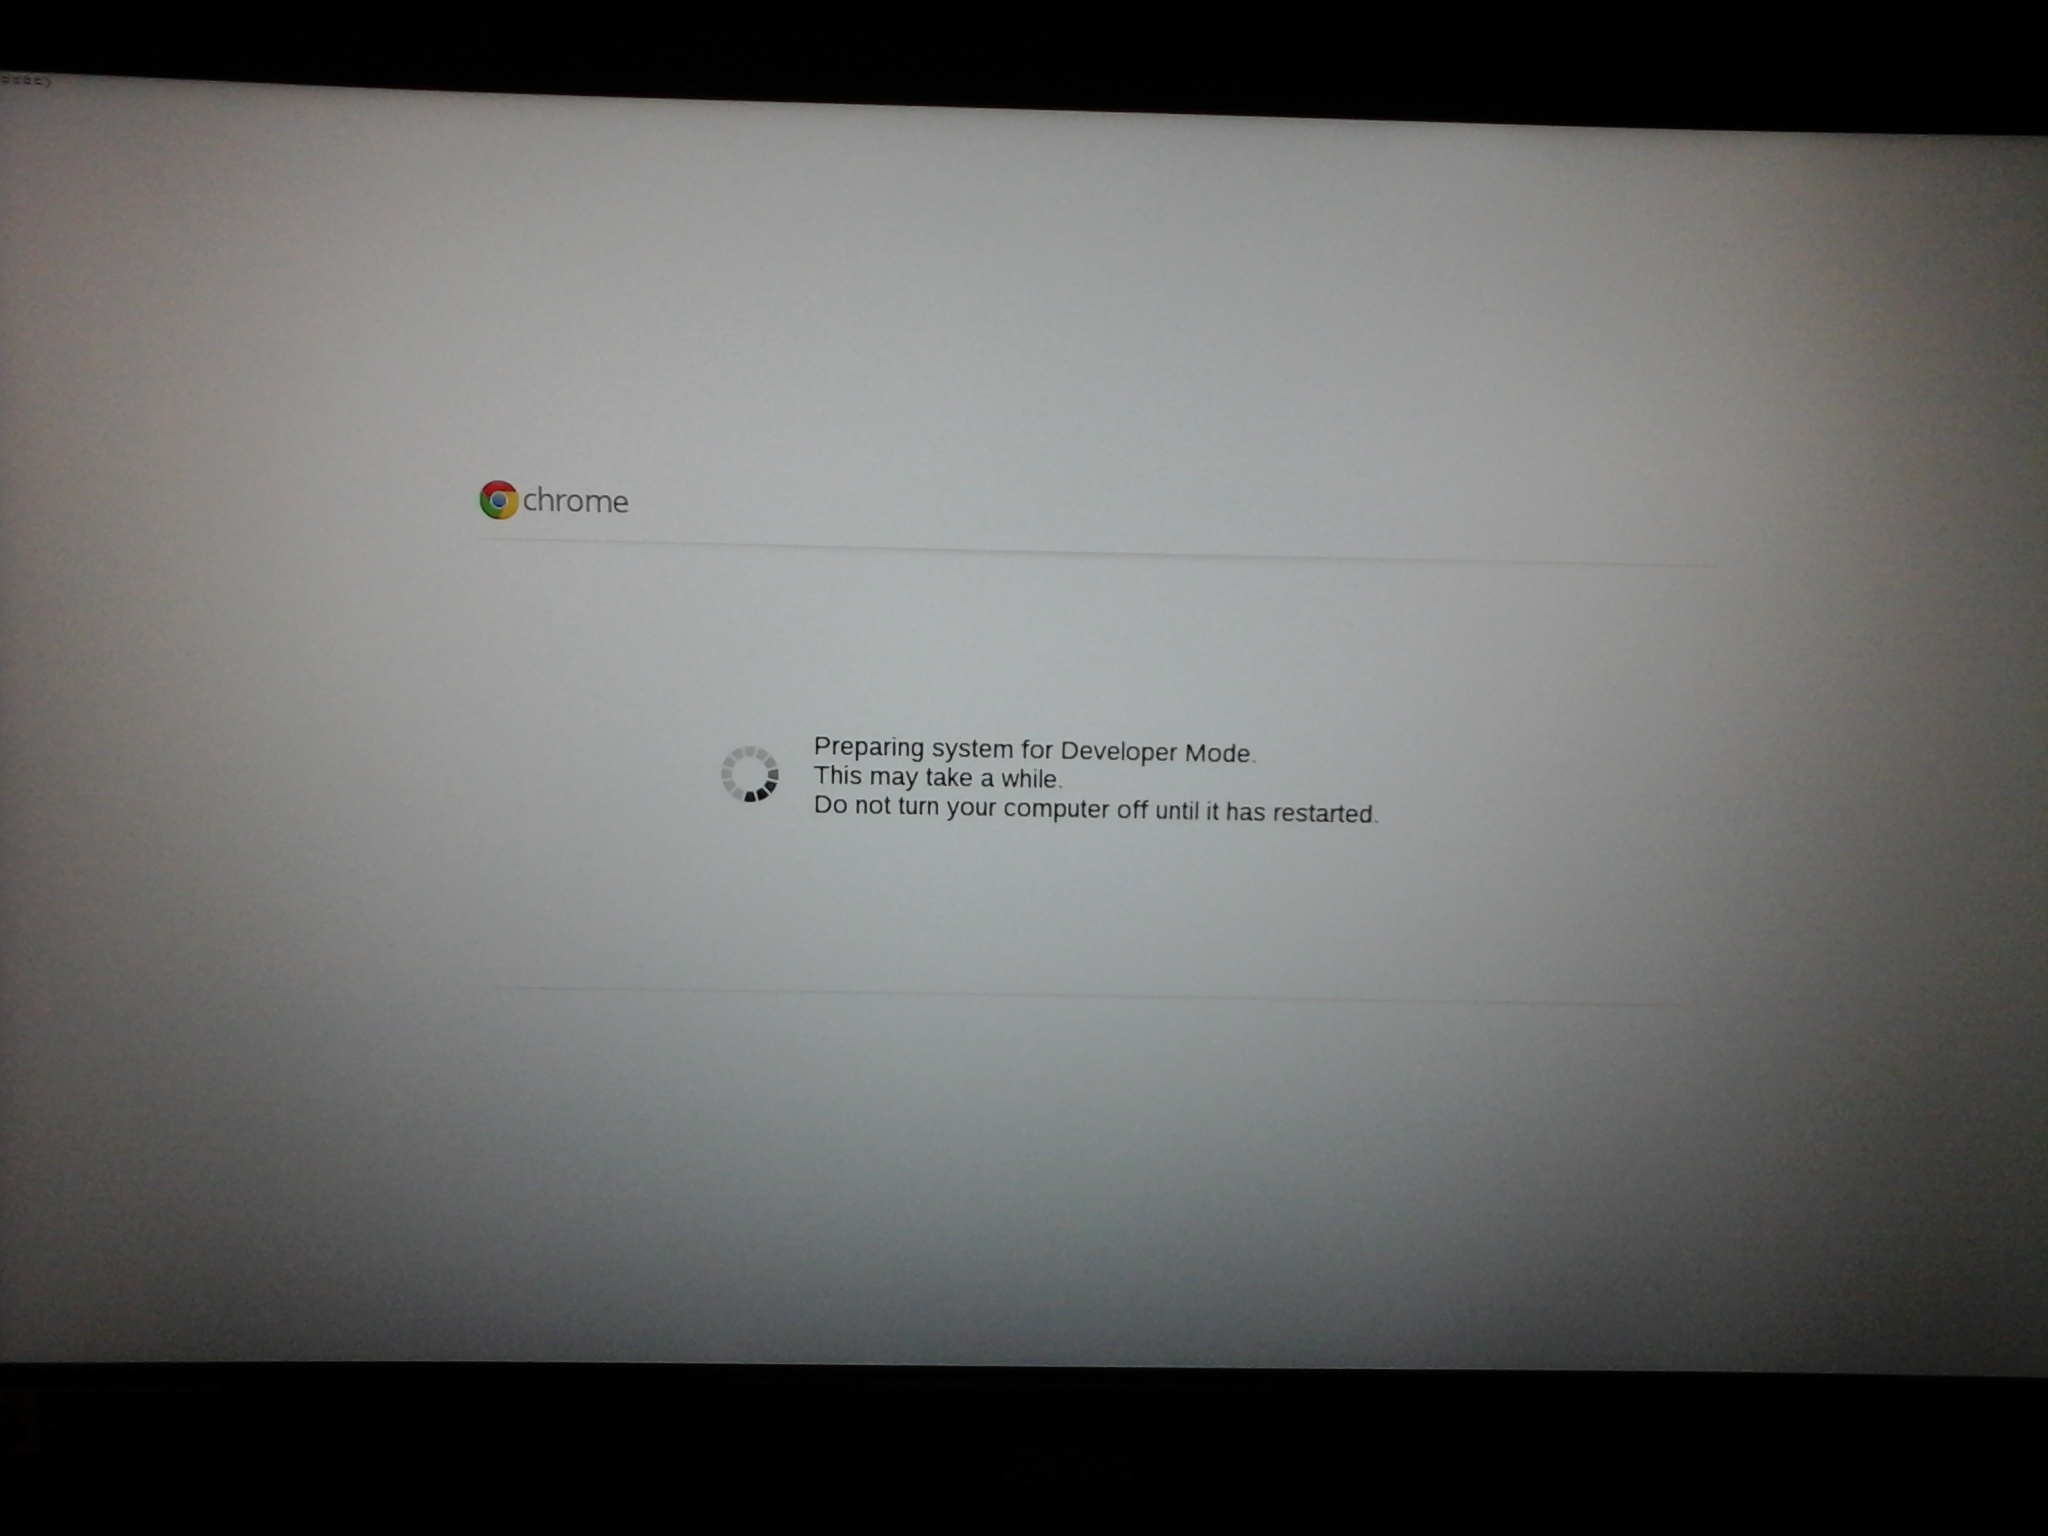 chrome
Preparing system for Developer Mode.
This may take a while.
Do not turn your computer off until it has restarted.